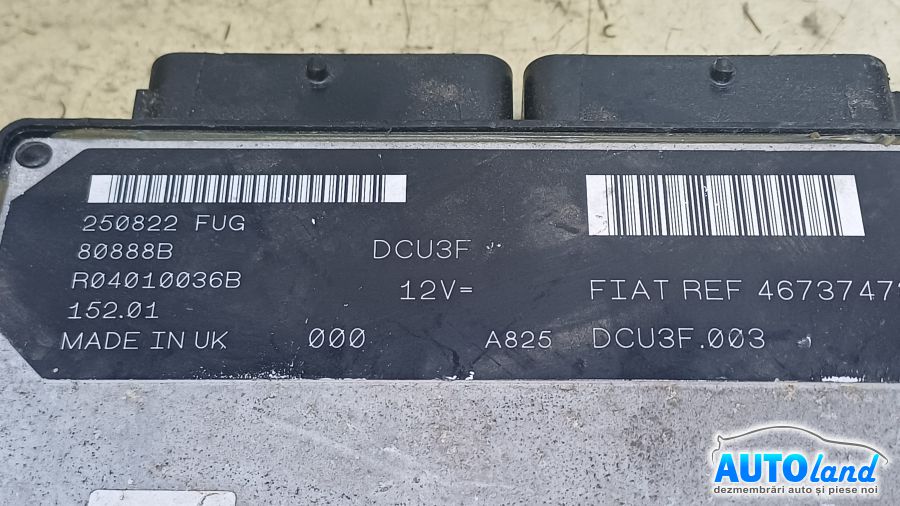 250822 FUG
80888B
DCU3F
R04010036B
12V=
FIAT REF
152.01
MADE IN UK
000
A825
DCU3F.003
AUTOland
dezmembrări auto și piese noi